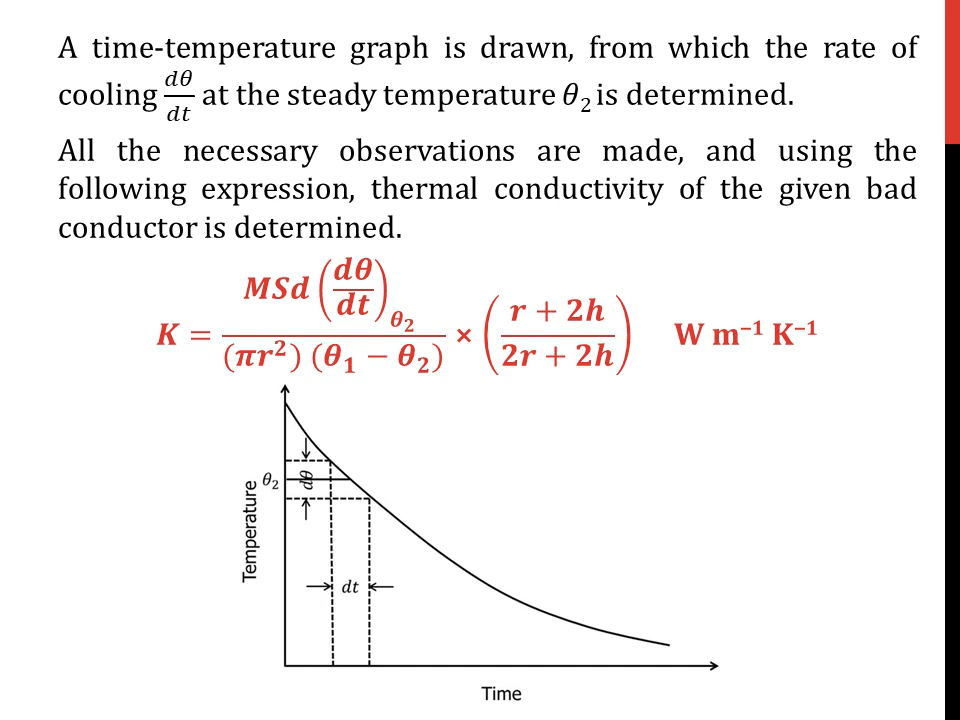 A time-temperature graph is drawn, from which the rate of
cooling dθ/dt at the steady temperature θ₂ is determined.
All the necessary observations are made, and using the
following expression, thermal conductivity of the given bad
conductor is determined.
K = MSd (dθ/dt)_θ₂ / (πr²) (θ₁ − θ₂) × (r + 2h / 2r + 2h) W m⁻¹ K⁻¹
θ₂
dθ
Temperature
dt
Time